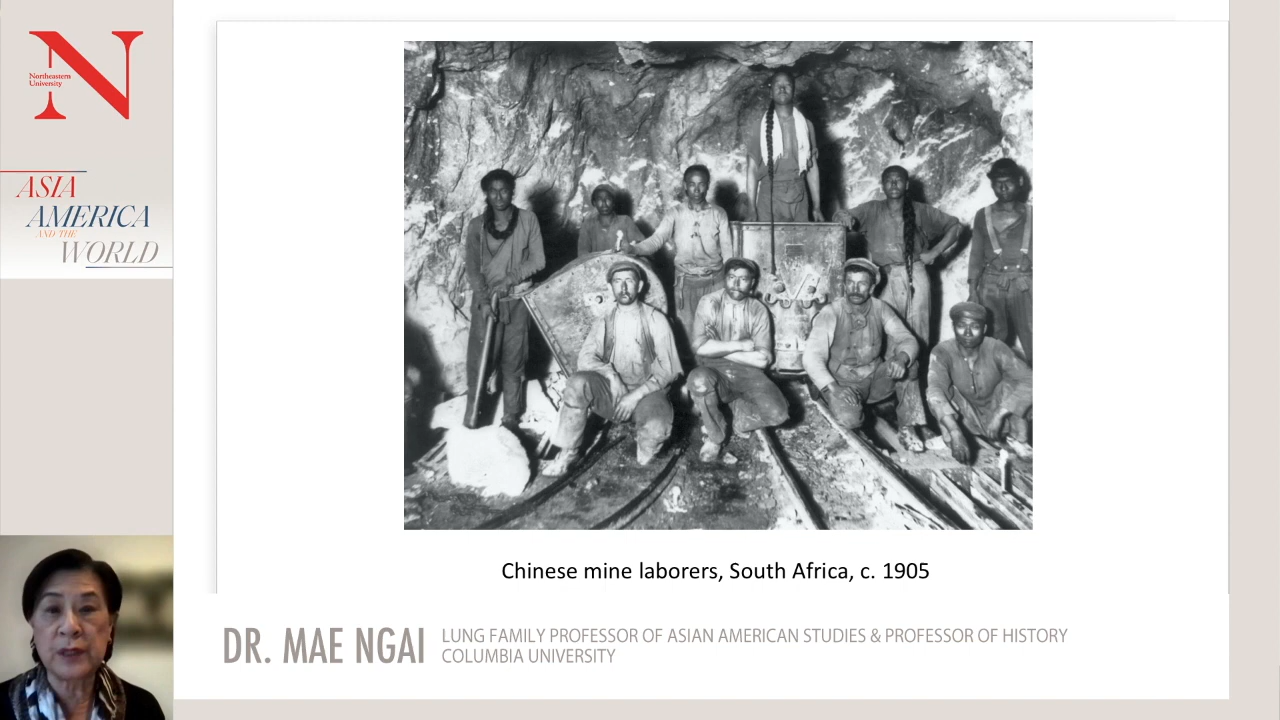 N
Northeastern
University
ASIA
AMERICA
AND THE
WORLD
Chinese mine laborers, South Africa, c. 1905
DR. MAE NGAI
LUNG FAMILY PROFESSOR OF ASIAN AMERICAN STUDIES & PROFESSOR OF HISTORY
COLUMBIA UNIVERSITY